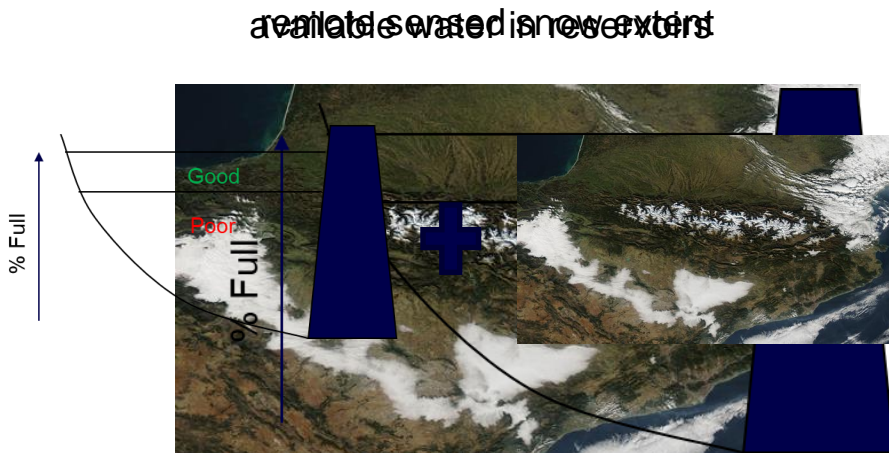 remote sensed snow extent
available water in reservoirs
% Full
Good
Poor
% Full